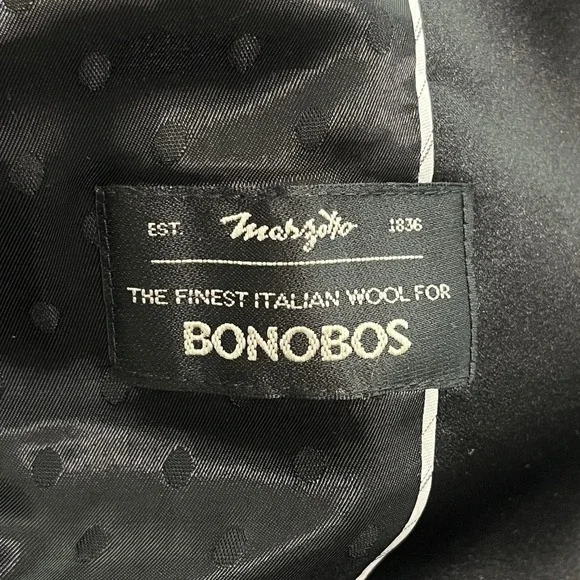 EST. Marzotto 1836
THE FINEST ITALIAN WOOL FOR
BONOBOS